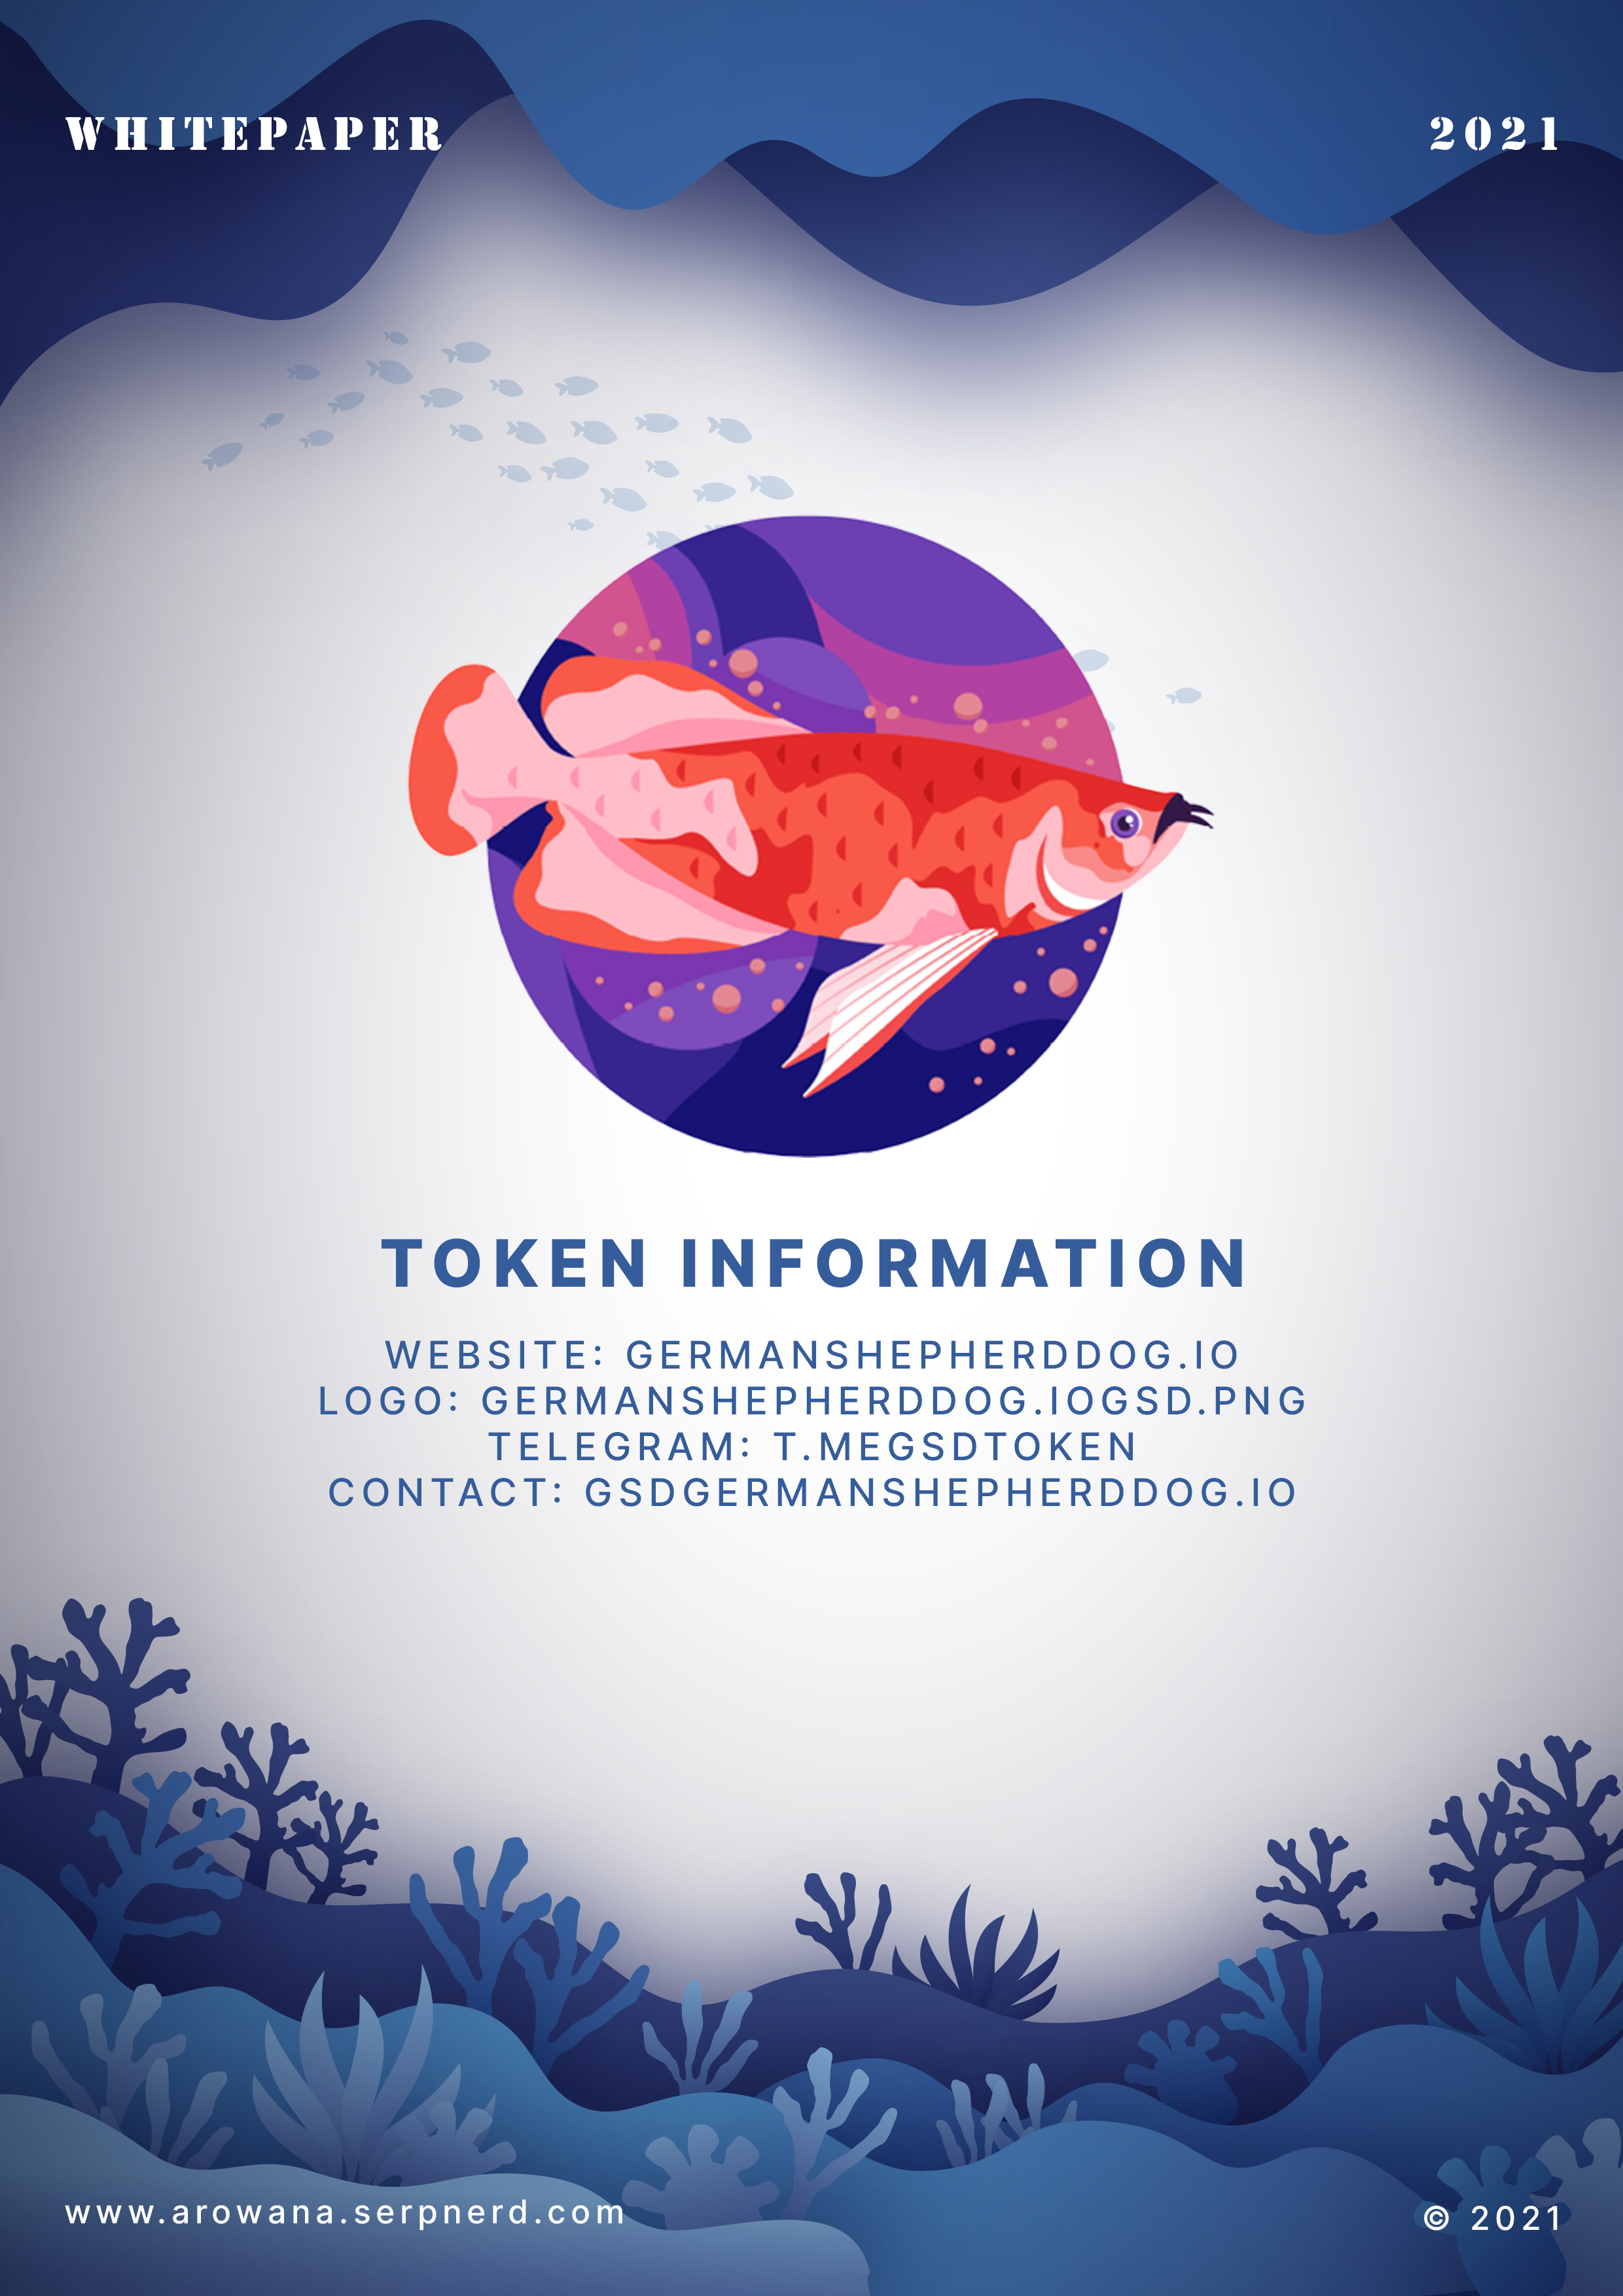 WHITEPAPER
2021
TOKEN INFORMATION
WEBSITE: GERMANSHEPHERDDOG.IO
LOGO: GERMANSHEPHERDDOG.IOGSD.PNG
TELEGRAM: T.MEGSDTOKEN
CONTACT: GSDGERMANSHEPHERDDOG.IO
www.arowana.serpnerd.com
© 2021